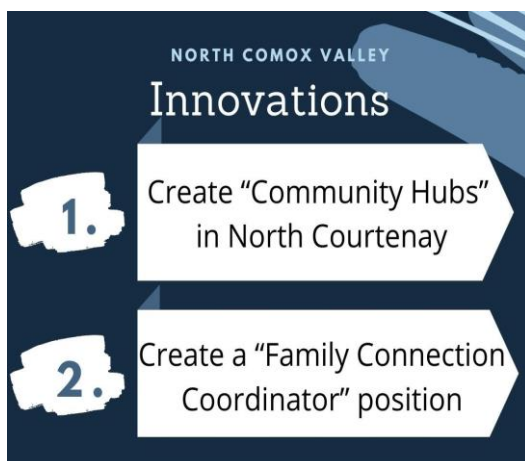 NORTH COMOX VALLEY
Innovations
1.
Create “Community Hubs”
in North Courtenay
2.
Create a “Family Connection
Coordinator” position